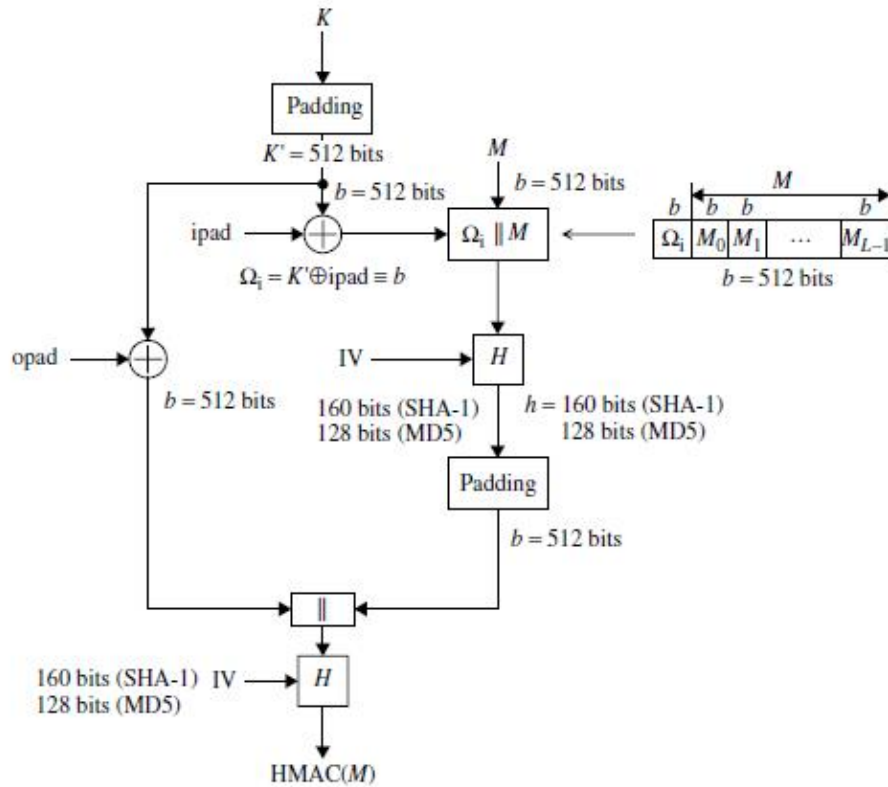 K
Padding
K' = 512 bits
M
b = 512 bits
b = 512 bits
M
b b b b
ipad
Ωi || M
Ωi M0 M1 ... ML−1
Ωi = K'⊕ipad ≡ b
b = 512 bits
opad
IV
H
b = 512 bits
160 bits (SHA-1)
128 bits (MD5)
h = 160 bits (SHA-1)
128 bits (MD5)
Padding
b = 512 bits
||
160 bits (SHA-1)
128 bits (MD5)
IV
H
HMAC(M)